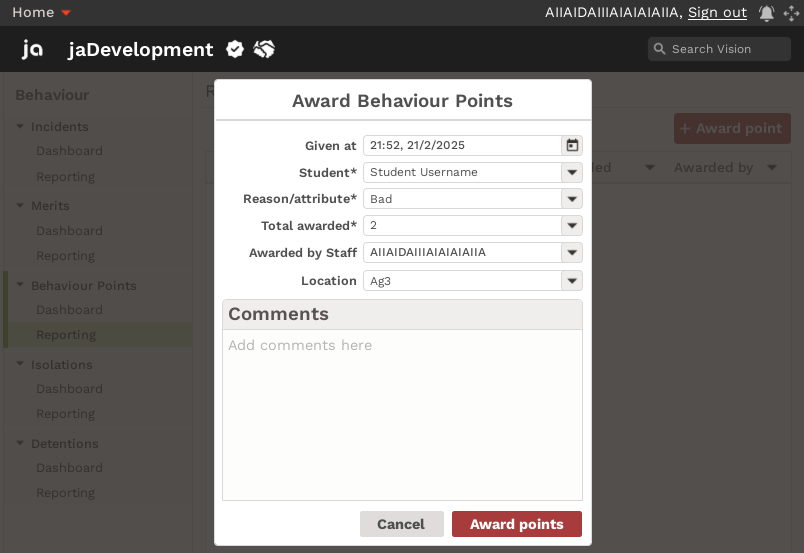 Home
AIIAIDAIIIAIAIAIAIIA, Sign out
ja jaDevelopment
Search Vision
Behaviour
Incidents
Dashboard
Reporting
Merits
Dashboard
Reporting
Behaviour Points
Dashboard
Reporting
Isolations
Dashboard
Reporting
Detentions
Dashboard
Reporting
+ Award point
Awarded by
Award Behaviour Points
Given at 21:52, 21/2/2025
Student* Student Username
Reason/attribute* Bad
Total awarded* 2
Awarded by Staff AIIAIDAIIIAIAIAIAIIA
Location Ag3
Comments
Add comments here
Cancel Award points